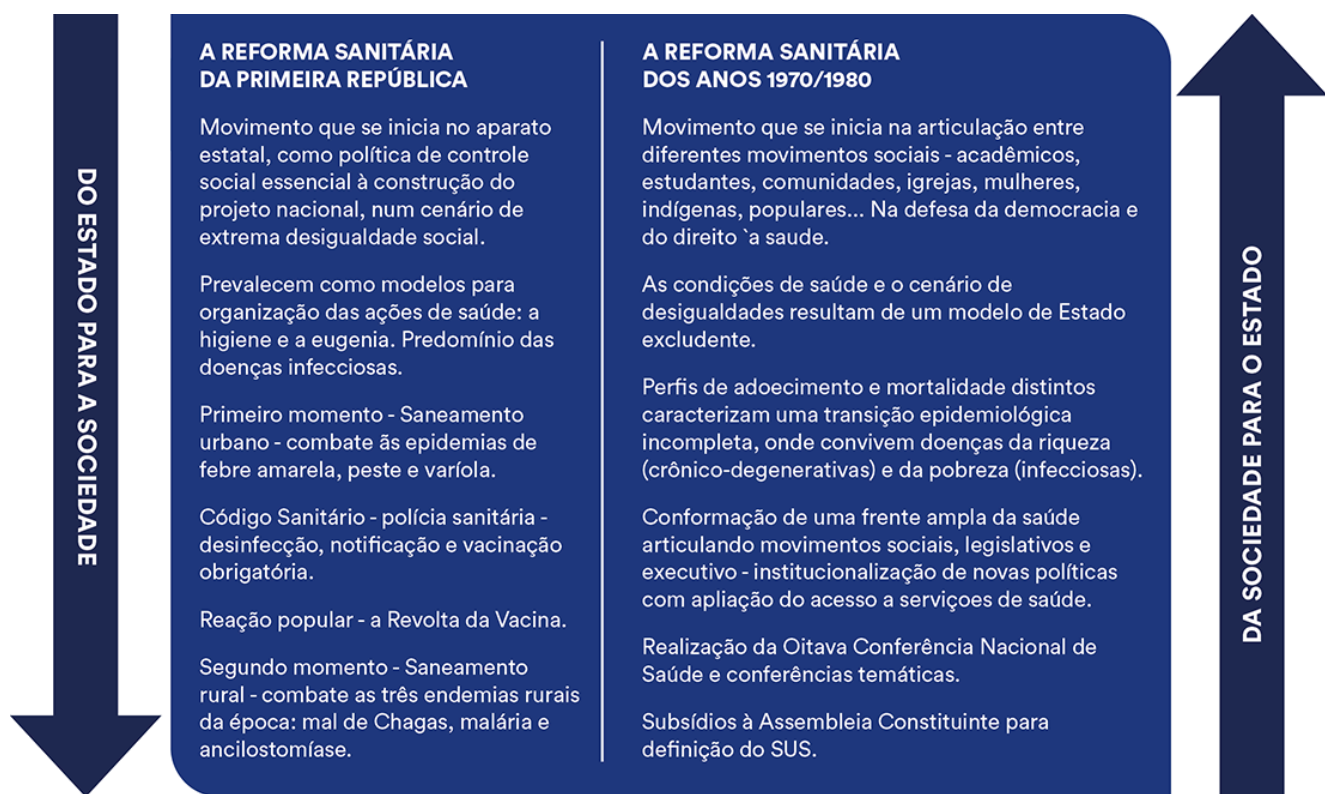 DO ESTADO PARA A SOCIEDADE
A REFORMA SANITÁRIA
DA PRIMEIRA REPÚBLICA
Movimento que se inicia no aparato
estatal, como política de controle
social essencial à construção do
projeto nacional, num cenário de
extrema desigualdade social.
Prevalecem como modelos para
organização das ações de saúde: a
higiene e a eugenia. Predomínio das
doenças infecciosas.
Primeiro momento - Saneamento
urbano - combate ãs epidemias de
febre amarela, peste e varíola.
Código Sanitário - polícia sanitária -
desinfecção, notificação e vacinação
obrigatória.
Reação popular - a Revolta da Vacina.
Segundo momento - Saneamento
rural - combate as três endemias rurais
da época: mal de Chagas, malária e
ancilostomíase.
A REFORMA SANITÁRIA
DOS ANOS 1970/1980
Movimento que se inicia na articulação entre
diferentes movimentos sociais - acadêmicos,
estudantes, comunidades, igrejas, mulheres,
indígenas, populares... Na defesa da democracia e
do direito `a saude.
As condições de saúde e o cenário de
desigualdades resultam de um modelo de Estado
excludente.
Perfis de adoecimento e mortalidade distintos
caracterizam uma transição epidemiológica
incompleta, onde convivem doenças da riqueza
(crônico-degenerativas) e da pobreza (infecciosas).
Conformação de uma frente ampla da saúde
articulando movimentos sociais, legislativos e
executivo - institucionalização de novas políticas
com apliação do acesso a serviçoes de saúde.
Realização da Oitava Conferência Nacional de
Saúde e conferências temáticas.
Subsídios à Assembleia Constituinte para
definição do SUS.
DA SOCIEDADE PARA O ESTADO